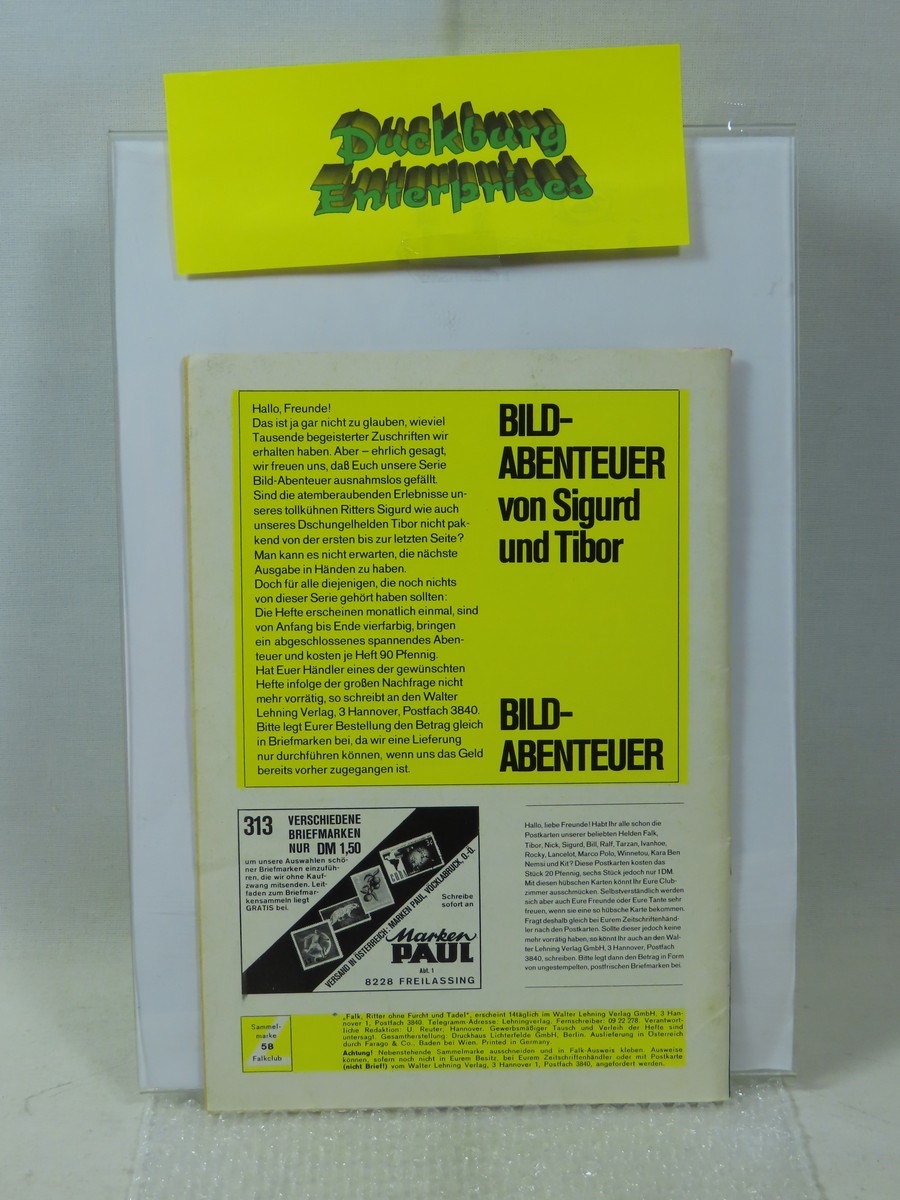 Duckburg
Enterprises
Hallo, Freunde!
Das ist ja gar nicht zu glauben, wieviel
Tausende begeisterter Zuschriften wir
erhalten haben. Aber – ehrlich gesagt,
wir freuen uns, daß Euch unsere Serie
Bild-Abenteuer ausnahmslos gefällt.
Sind die atemberaubenden Erlebnisse un-
seres tollkühnen Ritters Sigurd wie auch
unseres Dschungelhelden Tibor nicht pak-
kend von der ersten bis zur letzten Seite?
Man kann es nicht erwarten, die nächste
Ausgabe in Händen zu haben.
Doch für alle diejenigen, die noch nichts
von dieser Serie gehört haben sollten:
Die Hefte erscheinen monatlich einmal, sind
von Anfang bis Ende vierfarbig, bringen
ein abgeschlossenes spannendes Aben-
teuer und kosten je Heft 90 Pfennig.
Hat Euer Händler eines der gewünschten
Hefte infolge der großen Nachfrage nicht
mehr vorrätig, so schreibt an den Walter
Lehning Verlag, 3 Hannover, Postfach 3840.
Bitte legt Eurer Bestellung den Betrag gleich
in Briefmarken bei, da wir eine Lieferung
nur durchführen können, wenn uns das Geld
bereits vorher zugegangen ist.
BILD-
ABENTEUER
von Sigurd
und Tibor
BILD-
ABENTEUER
313 VERSCHIEDENE
BRIEFMARKEN
NUR DM 1,50
um unsere Auswahlen schö-
ner Briefmarken einzufüh-
ren, die wir ohne Kauf-
zwang mitsenden. Leit-
faden zum Briefmar-
kensammeln liegt
GRATIS bei.
VERSAND IN ÖSTERREICH: MARKEN PAUL, VÖCKLABRUCK, O.-Ö.
Schreibe
sofort an
Marken
PAUL
Abt. 1
8228 FREILASSING
Hallo, liebe Freunde! Habt Ihr alle schon die
Postkarten unserer beliebten Helden Falk,
Tibor, Nick, Sigurd, Bill, Ralf, Tarzan, Ivanhoe,
Rocky, Lancelot, Marco Polo, Winnetou, Kara Ben
Nemsi und Kit? Diese Postkarten kosten das
Stück 20 Pfennig, sechs Stück jedoch nur 1 DM.
Mit diesen hübschen Karten könnt Ihr Eure Club-
zimmer ausschmücken. Selbstverständlich werden
sich aber auch Eure Freunde oder Eure Tante sehr
freuen, wenn sie eine so hübsche Karte bekommen.
Fragt deshalb gleich bei Eurem Zeitschriftenhänd-
ler nach den Postkarten. Sollte dieser jedoch keine
mehr vorrätig haben, so könnt Ihr auch an den Wal-
ter Lehning Verlag GmbH, 3 Hannover, Postfach
3840, schreiben. Bitte legt dann den Betrag in Form
von ungestempelten, postfrischen Briefmarken bei.
Sammel-
marke
58
Falkclub
„Falk, Ritter ohne Furcht und Tadel", erscheint 14täglich im Walter Lehning Verlag GmbH, 3 Han-
nover 1, Postfach 3840. Telegramm-Adresse: Lehningverlag, Fernschreiber: 09 22 278. Verantwort-
liche Redaktion: U. Reuter, Hannover. Gewerbsmäßiger Tausch und Verleih der Hefte sind
untersagt. Gesamtherstellung: Druckhaus Lichterfelde GmbH, Berlin. Auslieferung in Österreich
durch Farago & Co., Baden bei Wien. Printed in Germany.
Achtung! Nebenstehende Sammelmarke ausschneiden und in Falk-Ausweis kleben. Ausweise
können, sofern noch nicht in Eurem Besitz, bei Eurem Zeitschriftenhändler oder mit Postkarte
(nicht Brief!) vom Walter Lehning Verlag, 3 Hannover 1, Postfach 3840, angefordert werden.